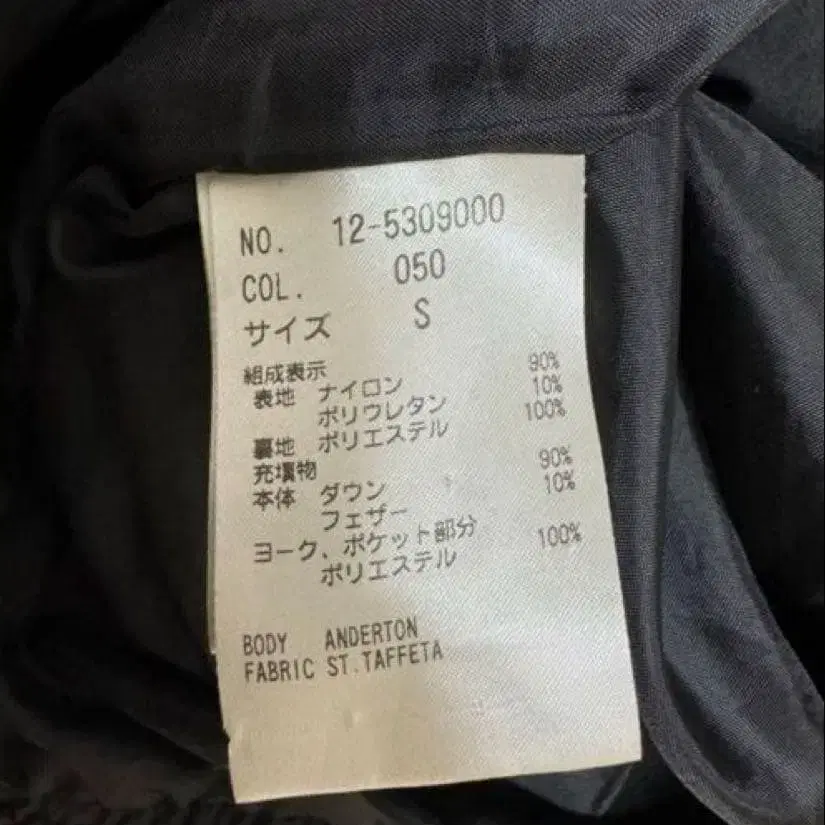 NO. 12-5309000
COL. 050
サイズ S
組成表示
表地 ナイロン 90%
ポリウレタン 10%
裏地 ポリエステル 100%
充填物
本体 ダウン 90%
フェザー 10%
ヨーク、ポケット部分
ポリエステル 100%
BODY ANDERTON
FABRIC ST.TAFFETA